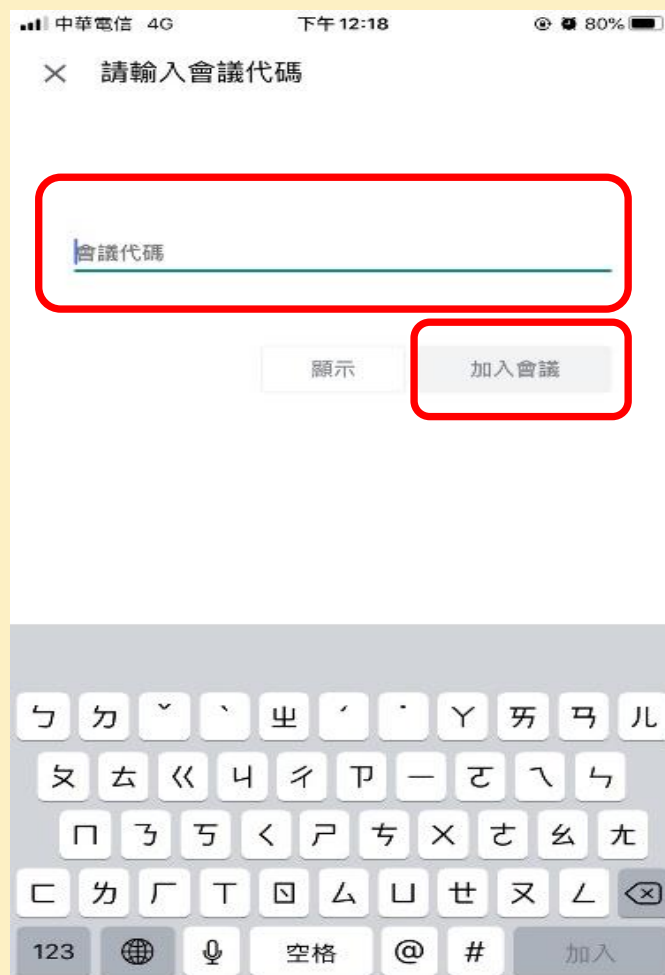 中華電信 4G 下午12:18 80%
× 請輸入會議代碼
會議代碼
顯示 加入會議
ㄅ ㄉ ˇ ˋ ㄓ ˊ ˙ ㄚ ㄞ ㄢ ㄦ
ㄆ ㄊ ㄍ ㄐ ㄔ ㄗ ㄧ ㄛ ㄟ ㄣ
ㄇ ㄋ ㄎ ㄑ ㄕ ㄘ ㄨ ㄜ ㄠ ㄤ
ㄈ ㄌ ㄏ ㄒ ㄖ ㄙ ㄩ ㄝ ㄡ ㄥ
123 空格 @ # 加入